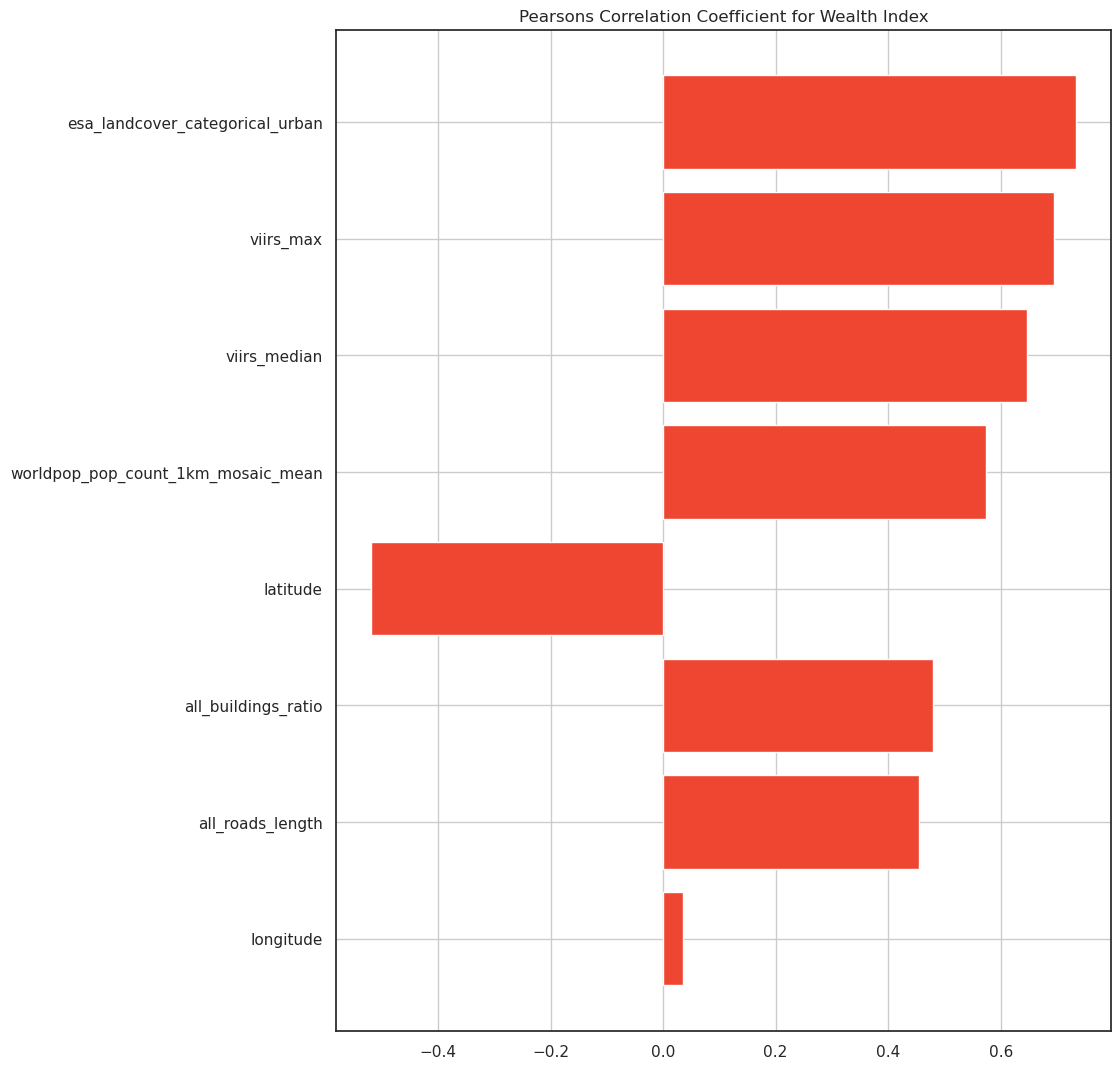 Pearsons Correlation Coefficient for Wealth Index
esa_landcover_categorical_urban
viirs_max
viirs_median
worldpop_pop_count_1km_mosaic_mean
latitude
all_buildings_ratio
all_roads_length
longitude
−0.4 −0.2 0.0 0.2 0.4 0.6